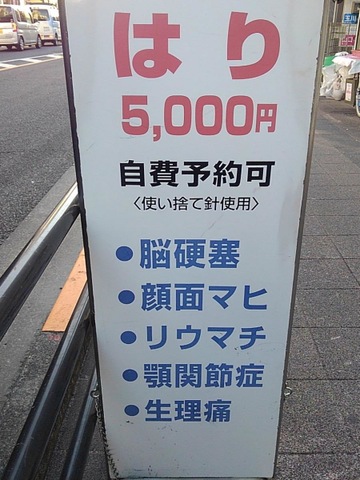 はり
5,000円
自費予約可
〈使い捨て針使用〉
●脳硬塞
●顔面マヒ
●リウマチ
●顎関節症
●生理痛